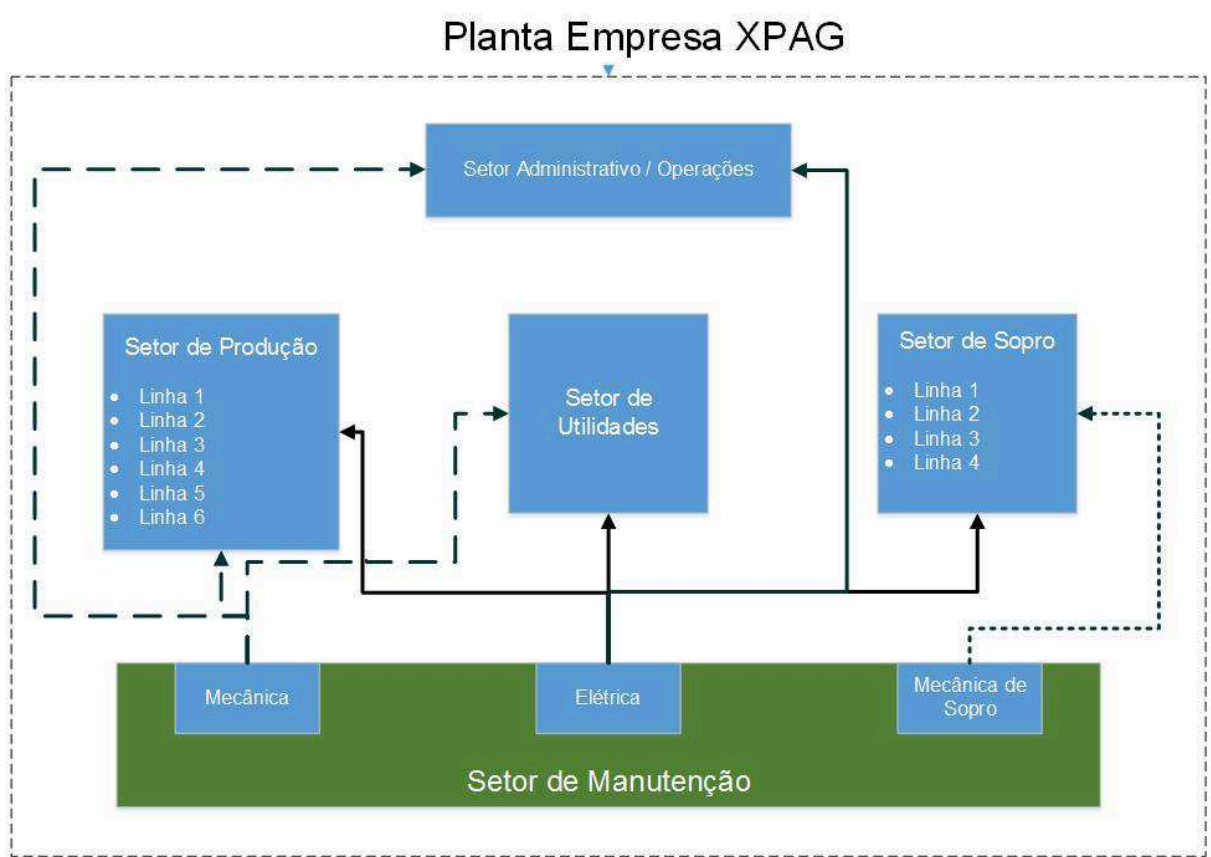 Planta Empresa XPAG
Setor Administrativo / Operações
Setor de Produção
Linha 1
Linha 2
Linha 3
Linha 4
Linha 5
Linha 6
Setor de
Utilidades
Setor de Sopro
Linha 1
Linha 2
Linha 3
Linha 4
Mecânica
Elétrica
Mecânica de
Sopro
Setor de Manutenção